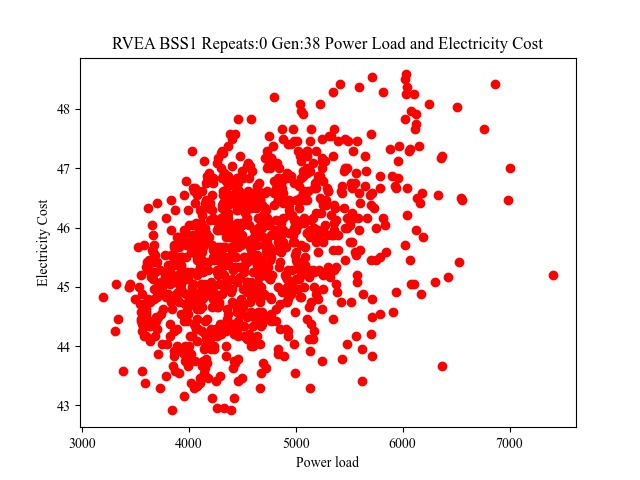 RVEA BSS1 Repeats:0 Gen:38 Power Load and Electricity Cost
48
47
46
45
44
43
Electricity Cost
3000 4000 5000 6000 7000
Power load